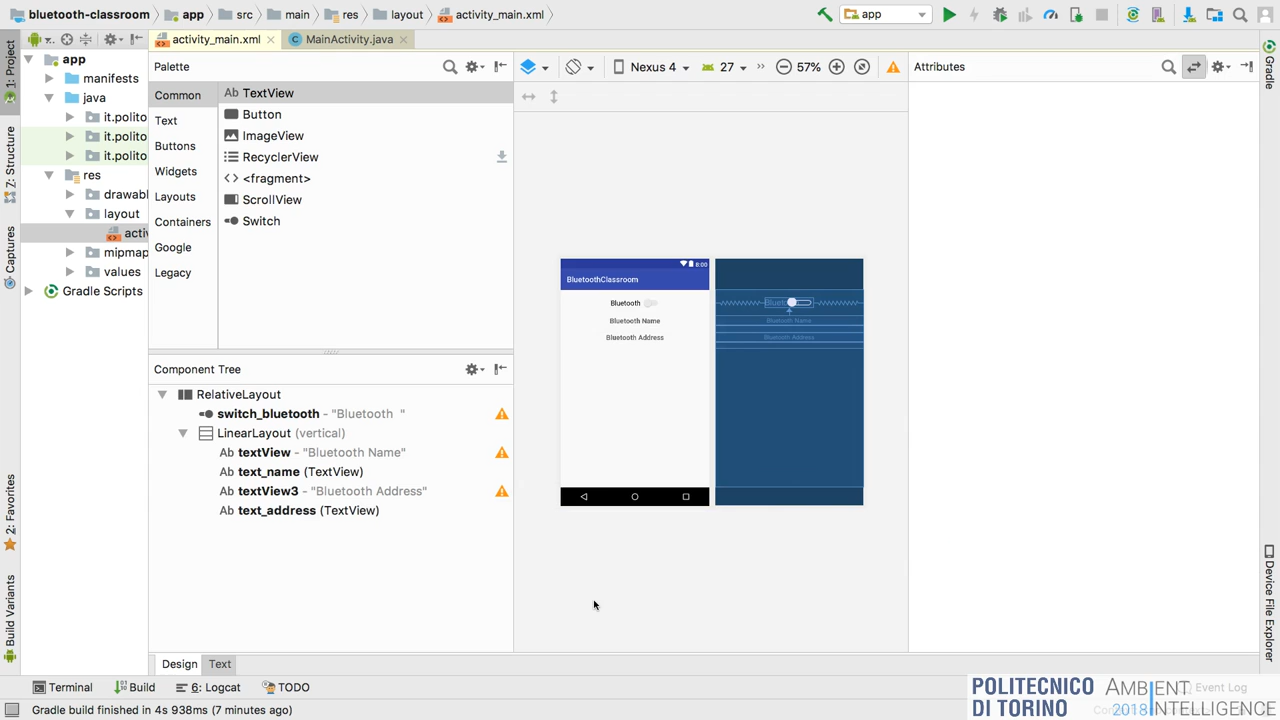 bluetooth-classroom app src main res layout activity_main.xml app
1: Project
Z: Structure
Captures
2: Favorites
Build Variants
app
manifests
java
it.polito
it.polito
it.polito
res
drawabl
layout
activ
mipmap
values
Gradle Scripts
activity_main.xml MainActivity.java
Palette
Common
Text
Buttons
Widgets
Layouts
Containers
Google
Legacy
Ab TextView
Button
ImageView
RecyclerView
<fragment>
ScrollView
Switch
Component Tree
RelativeLayout
switch_bluetooth - "Bluetooth "
LinearLayout (vertical)
Ab textView - "Bluetooth Name"
Ab text_name (TextView)
Ab textView3 - "Bluetooth Address"
Ab text_address (TextView)
Nexus 4 27 57%
8:00
BluetoothClassroom
Bluetooth
Bluetooth Name
Bluetooth Address
Bluetooth Name
Bluetooth Address
Attributes
Gradle
Device File Explorer
Design Text
Terminal Build 6: Logcat TODO Event Log
Gradle build finished in 4s 938ms (7 minutes ago)
POLITECNICO
DI TORINO
AMBIENT
2018 INTELLIGENCE